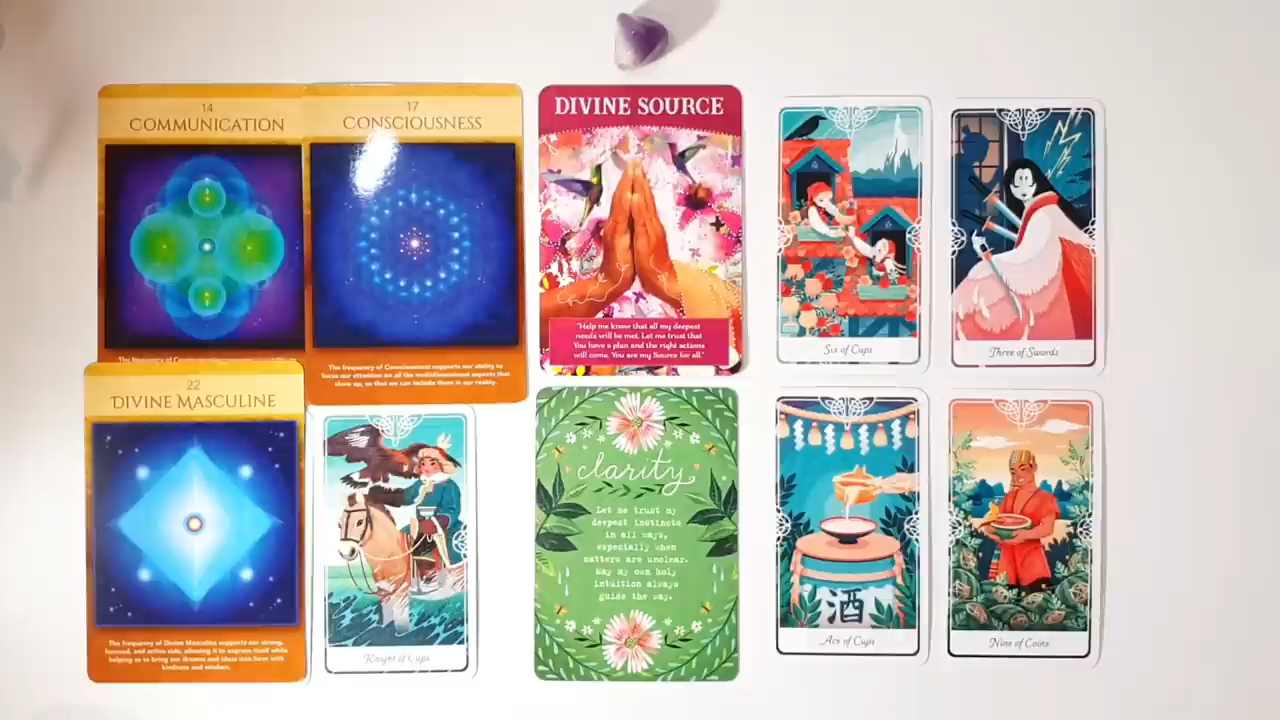 14
COMMUNICATION
17
CONSCIOUSNESS
The frequency of Consciousness supports our ability to
focus our attention on all the multidimensional aspects that
show up, so that we can include them in our reality.
22
DIVINE MASCULINE
The frequency of Divine Masculine supports our strong,
focused, and active side, allowing it to express itself while
helping us to bring our dreams and ideas into form with
kindness and wisdom.
Knight of Cups
DIVINE SOURCE
"Help me know that all my deepest
needs will be met. Let me trust that
You have a plan and the right actions
will come. You are my Source for all."
clarity
Let me trust my
deepest instincts
in all ways,
especially when
matters are unclear.
May my own holy
intuition always
guide the way.
Six of Cups
Three of Swords
酒
Ace of Cups
Nine of Coins